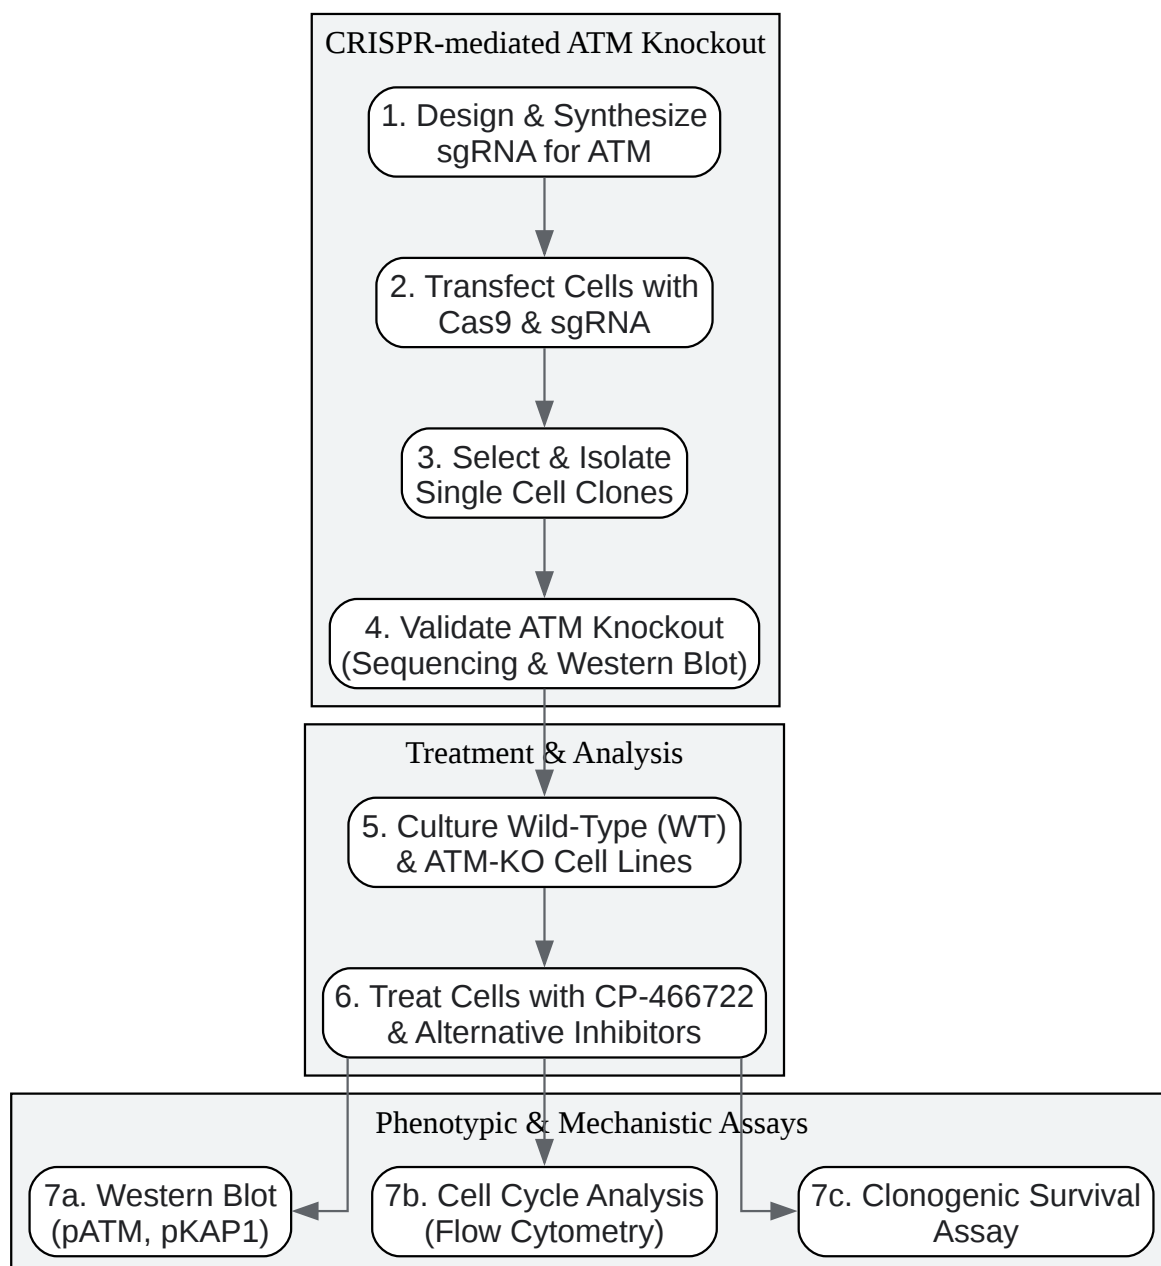 CRISPR-mediated ATM Knockout
1. Design & Synthesize
sgRNA for ATM
2. Transfect Cells with
Cas9 & sgRNA
3. Select & Isolate
Single Cell Clones
4. Validate ATM Knockout
(Sequencing & Western Blot)
Treatment & Analysis
5. Culture Wild-Type (WT)
& ATM-KO Cell Lines
6. Treat Cells with CP-466722
& Alternative Inhibitors
Phenotypic & Mechanistic Assays
7a. Western Blot
(pATM, pKAP1)
7b. Cell Cycle Analysis
(Flow Cytometry)
7c. Clonogenic Survival
Assay